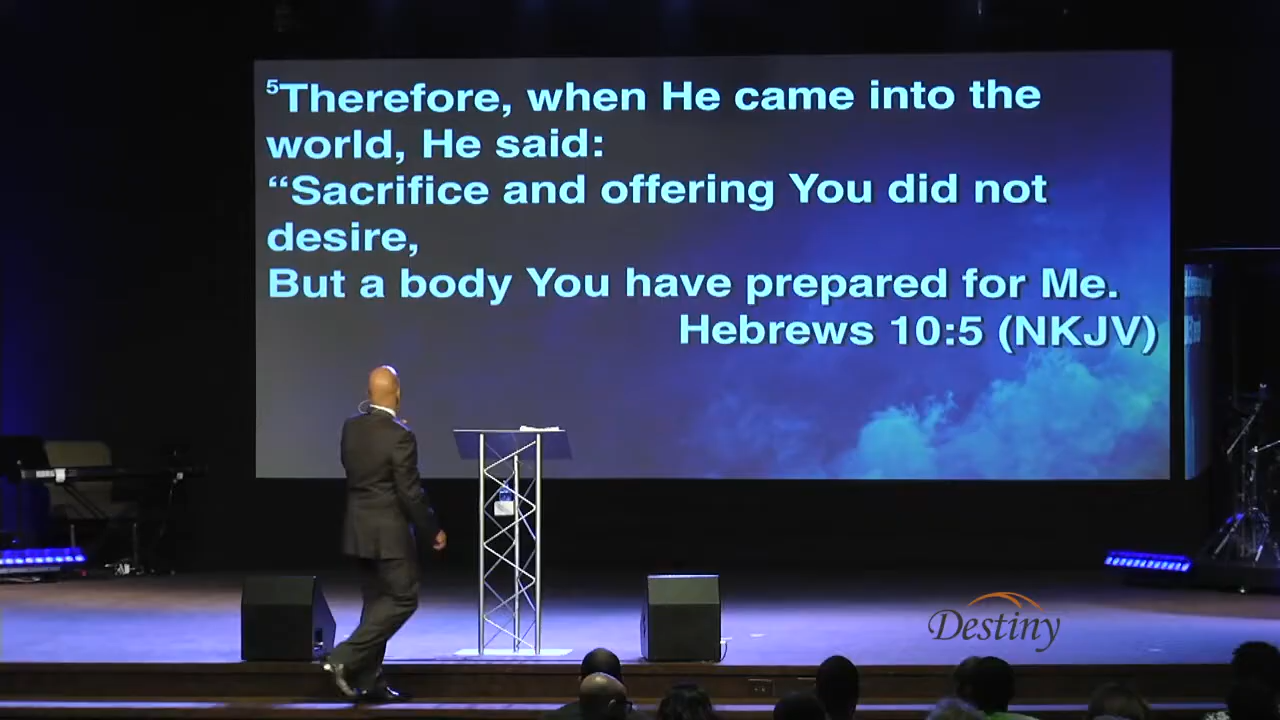 ⁵Therefore, when He came into the
world, He said:
“Sacrifice and offering You did not
desire,
But a body You have prepared for Me.
Hebrews 10:5 (NKJV)
Destiny